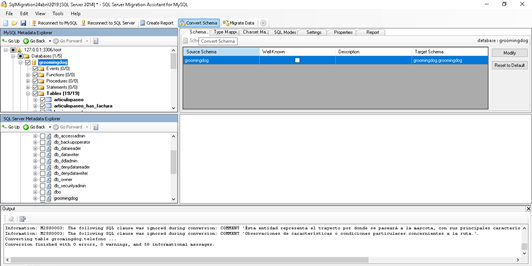 SqlMigration24abril2019 [SQL Server 2014] * - SQL Server Migration Assistant For MySQL
File Edit View Tools Help
Reconnect to MySQL Reconnect to SQL Server Create Report Convert Schema Migrate Data
MySQL Metadata Explorer
Go Up Go Back Go Forward
127.0.0.1:3306/root
Databases (1/5)
groomingdog
Events (0/0)
Functions (0/0)
Procedures (0/0)
Statements (0/0)
Tables (19/19)
articulopaseo
articulopaseo_has_factura
Schema Type Mappi SQL Modes Settings Properties Report
Convert Schema
database : groomingdog
Source Schema Well-Known Description Target Schema
groomingdog groomingdog.groomingdog
Modify
Reset to Default
SQL Server Metadata Explorer
Go Up Go Back Go Forward
db_accessadmin
db_backupoperator
db_datareader
db_datawriter
db_ddladmin
db_denydatareader
db_denydatawriter
db_owner
db_securityadmin
dbo
groomingdog
Output
Information: M2SS0003: The following SQL clause was ignored during conversion: COMMENT 'Esta entidad representa el trayecto por donde se paseará a la mascota, con sus principales caracterís
Information: M2SS0003: The following SQL clause was ignored during conversion: COMMENT 'Observaciones de características o condiciones particulares concernientes a la ruta.'.
Converting table groomingdog.telefono ...
Conversion finished with 0 errors, 3 warnings, and 88 informational messages.